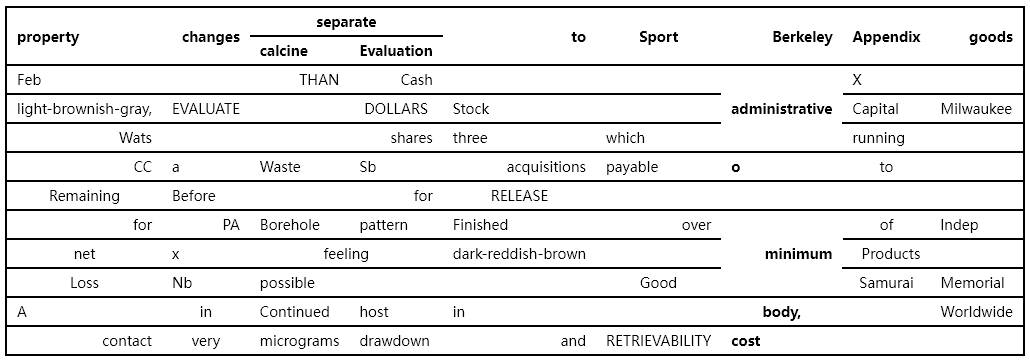 separate
property changes to Sport Berkeley Appendix goods
calcine Evaluation
Feb THAN Cash X
light-brownish-gray, EVALUATE DOLLARS Stock administrative Capital Milwaukee
Wats shares three which running
CC a Waste Sb acquisitions payable o to
Remaining Before for RELEASE
for PA Borehole pattern Finished over of Indep
net x feeling dark-reddish-brown minimum Products
Loss Nb possible Good Samurai Memorial
A in Continued host in body, Worldwide
contact very micrograms drawdown and RETRIEVABILITY cost